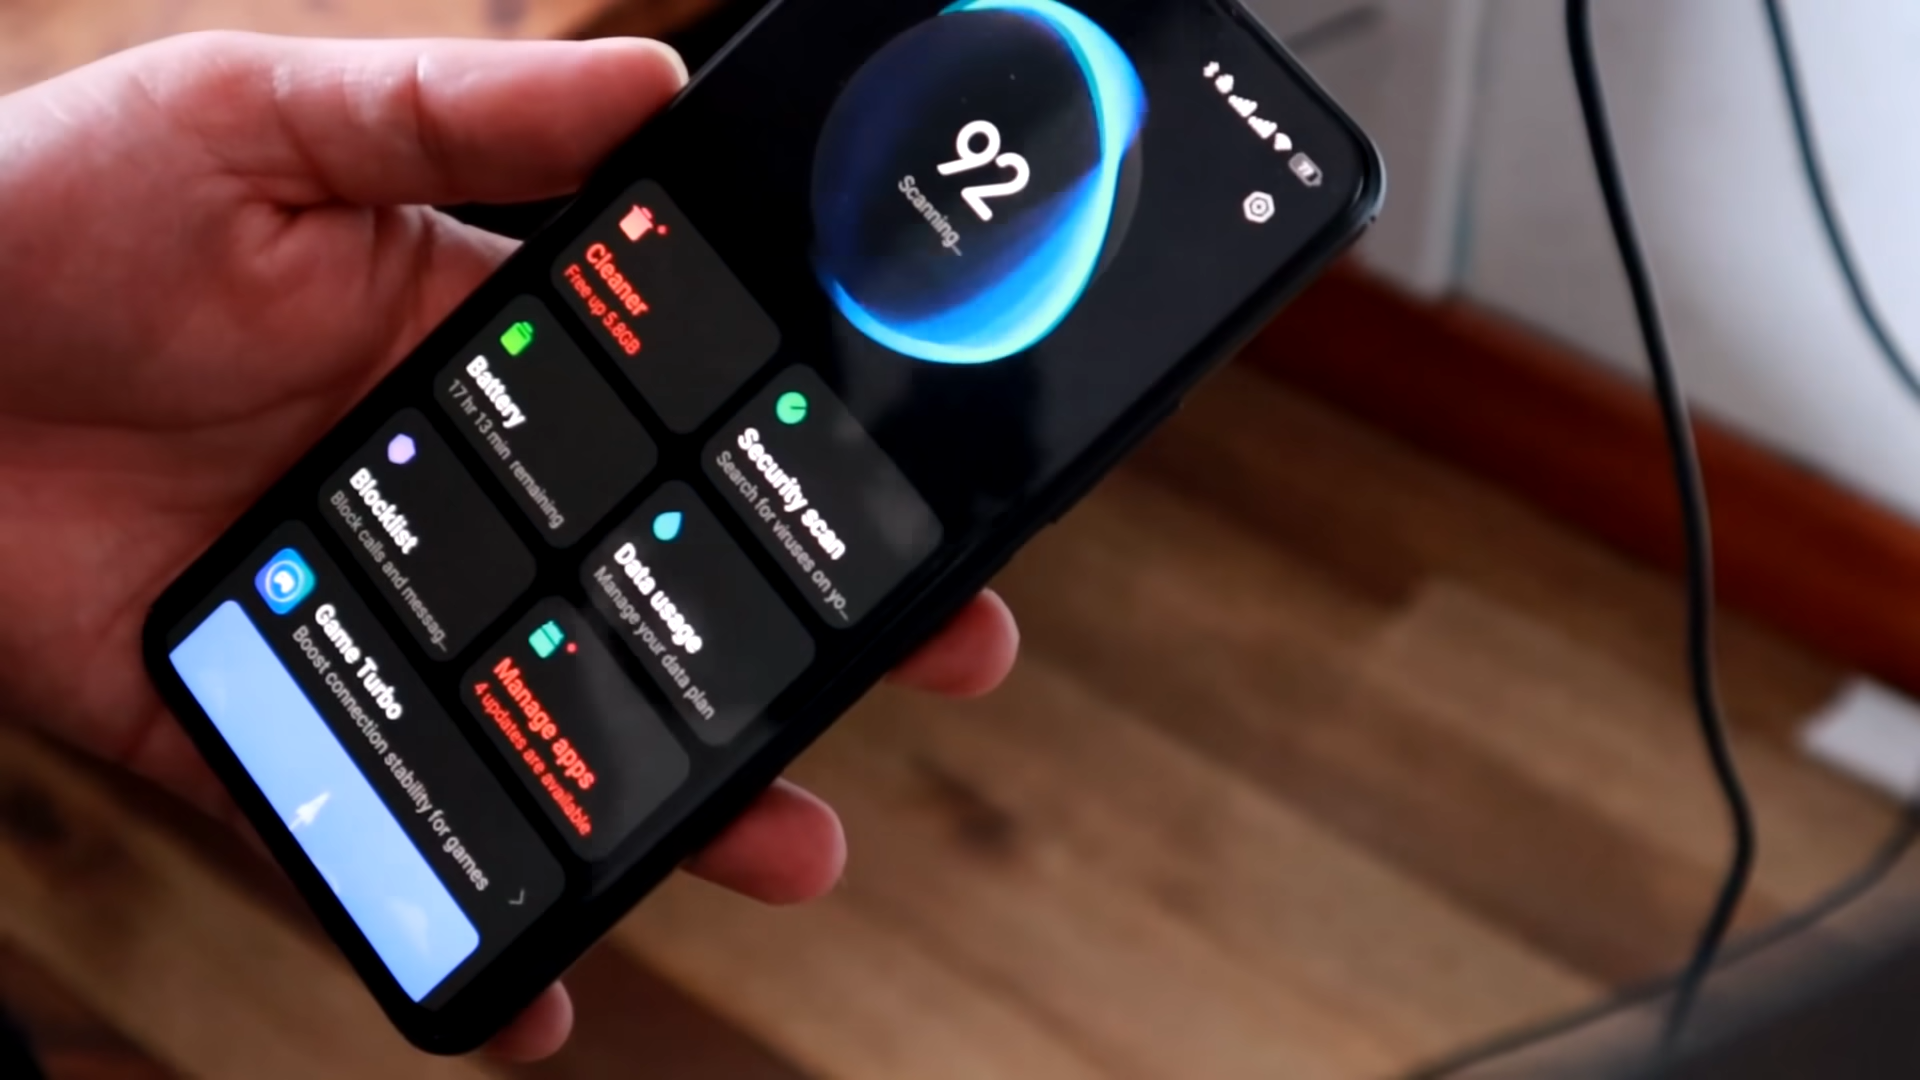 92
Scanning...
Cleaner
Free up 5.8GB
Security scan
Search for viruses on yo...
Battery
17 hr 13 min remaining
Data usage
Manage your data plan
Blocklist
Block calls and messag...
Manage apps
4 updates are available
Game Turbo
Boost connection stability for games